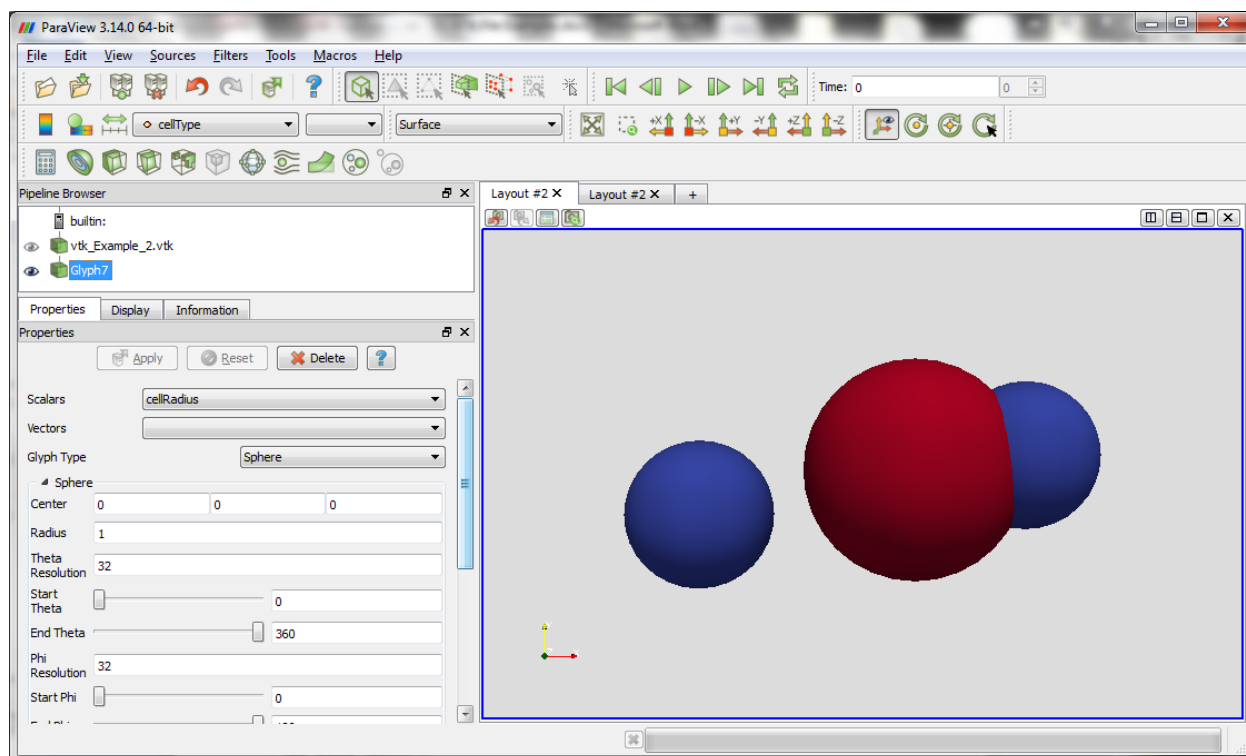 ParaView 3.14.0 64-bit
File Edit View Sources Filters Tools Macros Help
Time: 0 0
cellType Surface +X -X +Y -Y +Z -Z
Pipeline Browser
Layout #2 Layout #2 +
builtin:
vtk_Example_2.vtk
Glyph7
Properties Display Information
Properties
Apply Reset Delete ?
Scalars cellRadius
Vectors
Glyph Type Sphere
Sphere
Center 0 0 0
Radius 1
Theta Resolution 32
Start Theta 0
End Theta 360
Phi Resolution 32
Start Phi 0